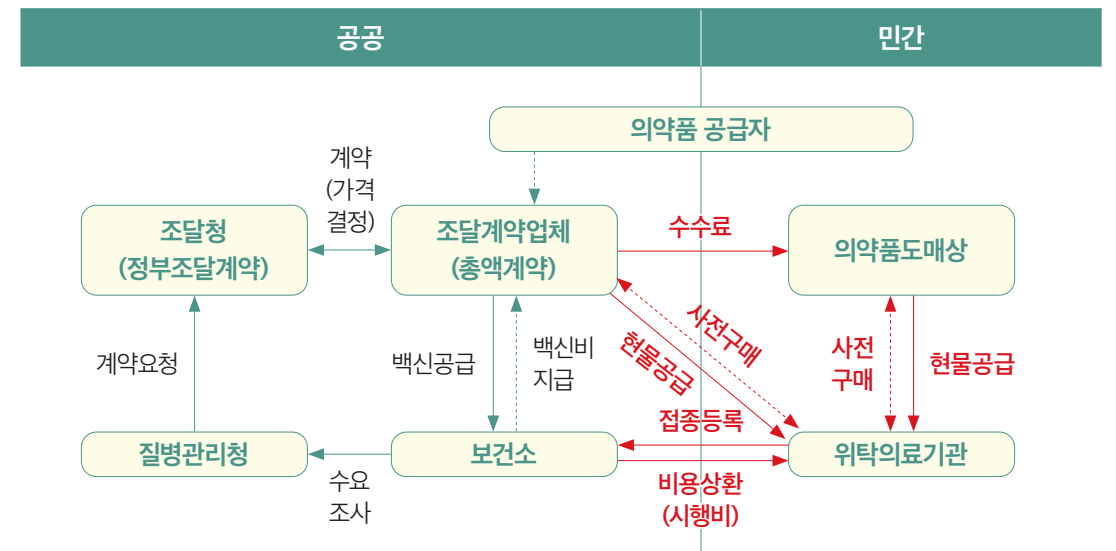 공공
민간
의약품 공급자
계약
(가격
결정)
조달청
(정부조달계약)
조달계약업체
(총액계약)
수수료
의약품도매상
계약요청
백신공급
백신비
지급
사전구매
현물공급
사전
구매
현물공급
접종등록
질병관리청
보건소
위탁의료기관
수요
조사
비용상환
(시행비)